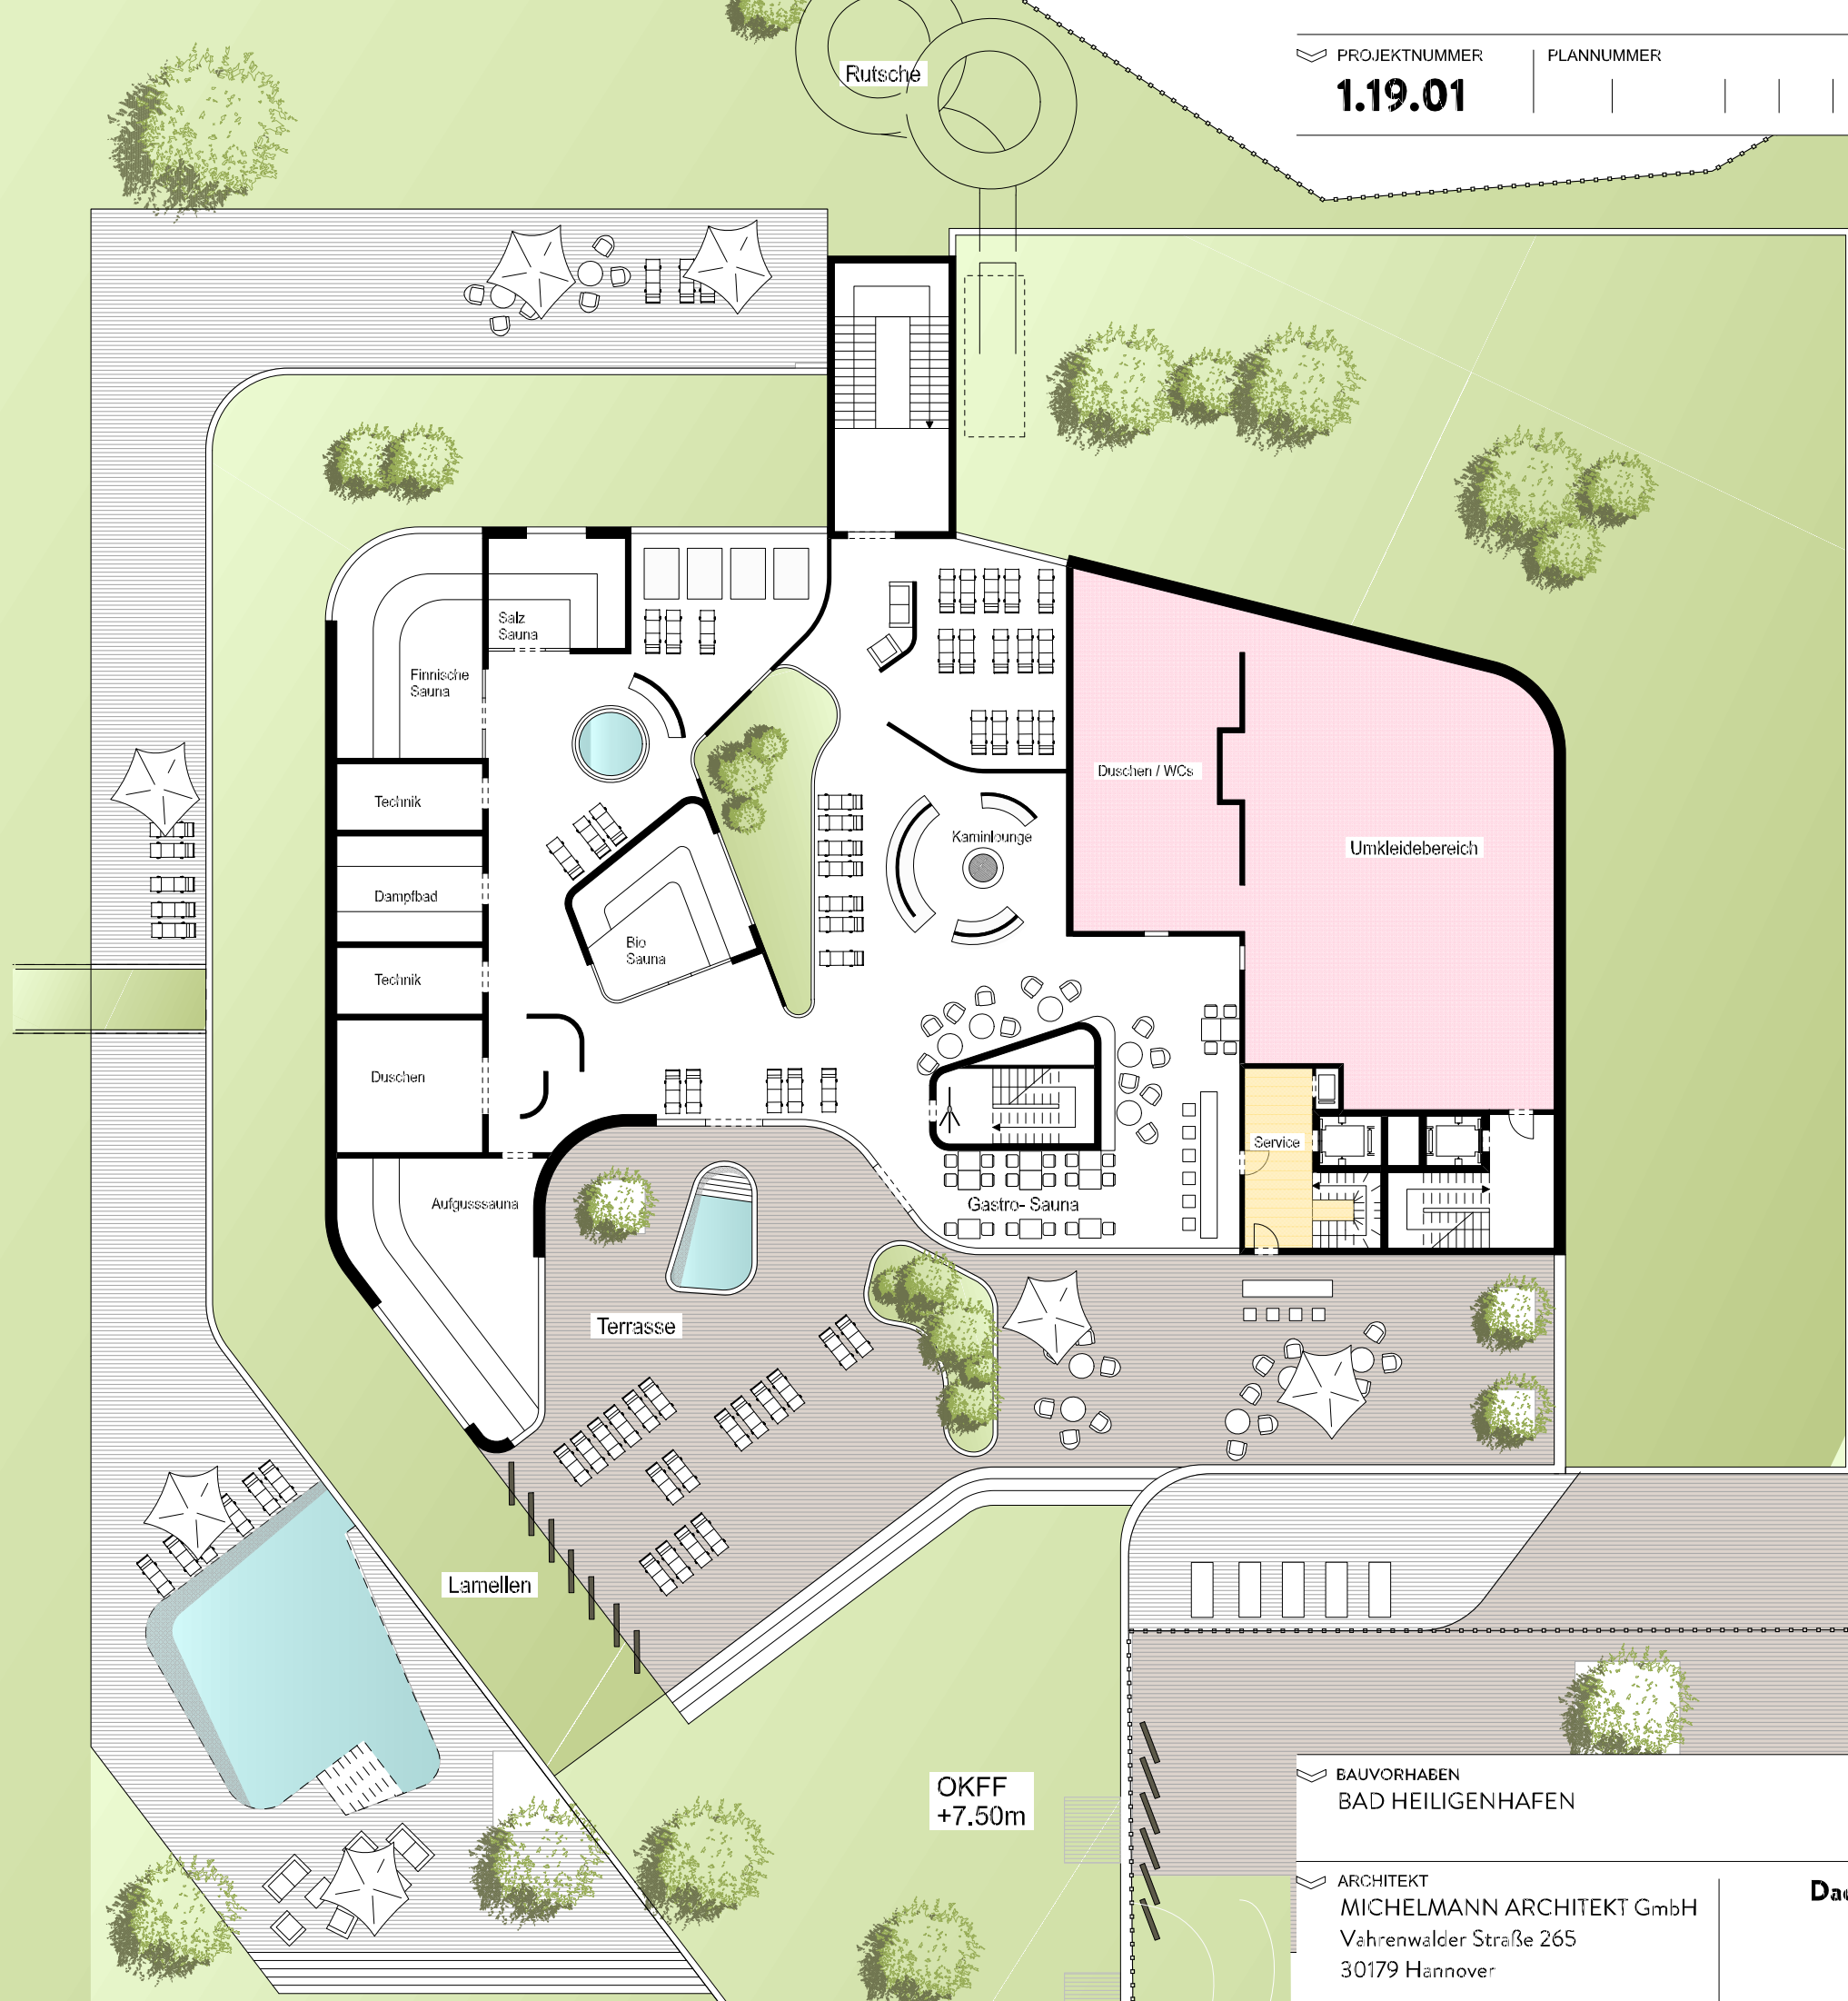 Rutsche
PROJEKTNUMMER
PLANNUMMER
1.19.01
Salz
Sauna
Finnische
Sauna
Duschen / WCs
Technik
Kaminlounge
Umkleidebereich
Dampfbad
Bio
Sauna
Technik
Duschen
Service
Aufgusssauna
Gastro- Sauna
Terrasse
Lamellen
OKFF
+7.50m
BAUVORHABEN
BAD HEILIGENHAFEN
ARCHITEKT
MICHELMANN ARCHITEKT GmbH
Vahrenwalder Straße 265
30179 Hannover